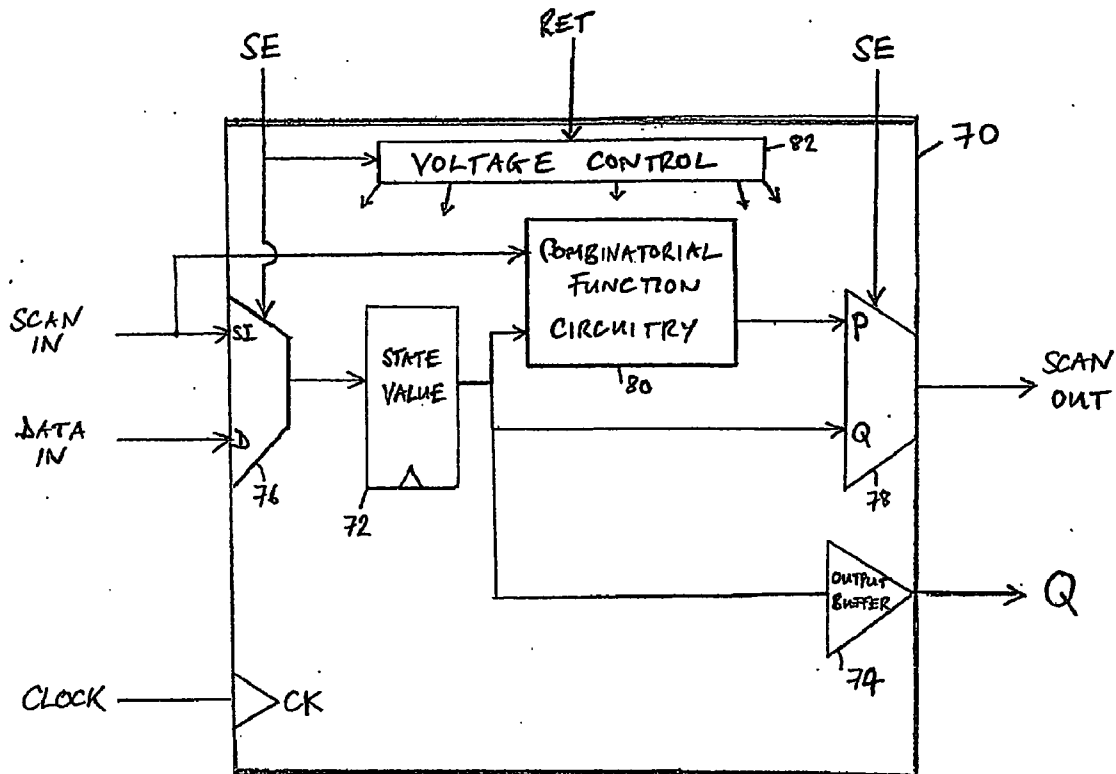 RET
SE
SE
VOLTAGE CONTROL
82
70
COMBINATORIAL
FUNCTION
CIRCUITRY
80
SCAN
IN
SI
STATE
VALUE
P
SCAN
OUT
DATA
IN
D
Q
76
72
78
OUTPUT
BUFFER
Q
74
CLOCK
CK